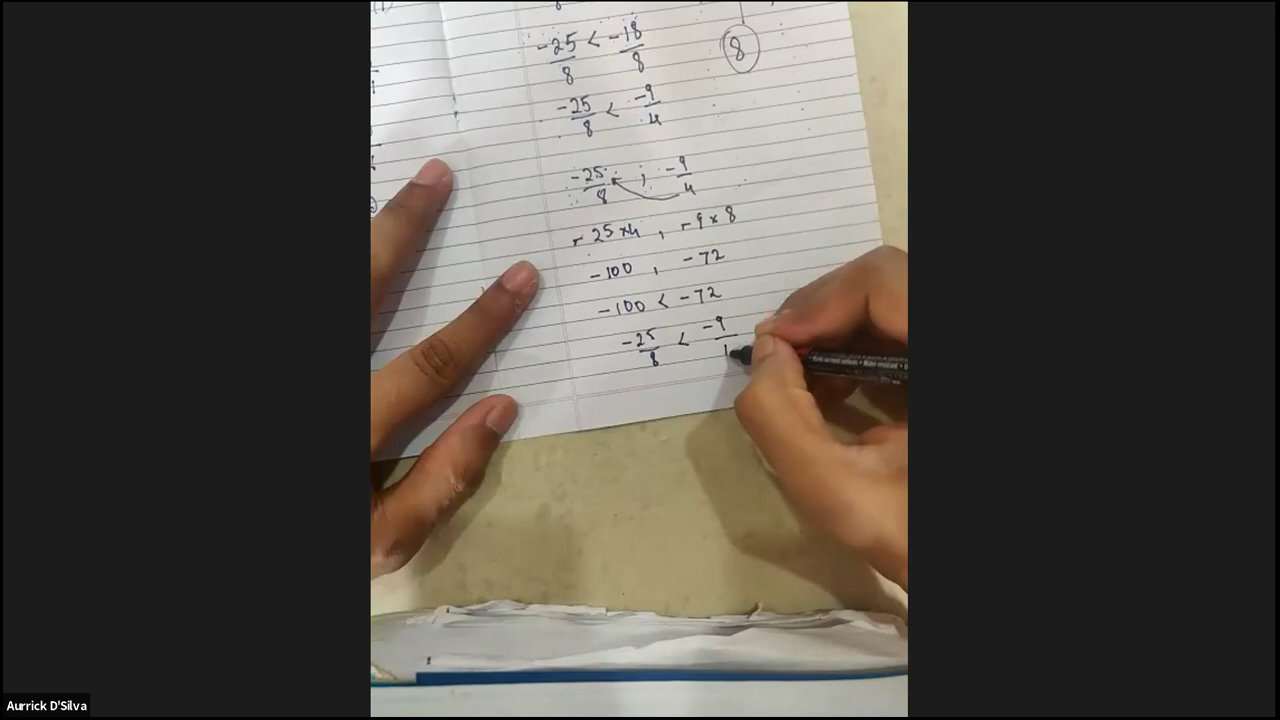 -25/8 < -18/8
8
-25/8 < -9/4
-25/8 ; -9/4
-25×4 , -9×8
-100 , -72
-100 < -72
-25/8 < -9/
Aurrick D'Silva